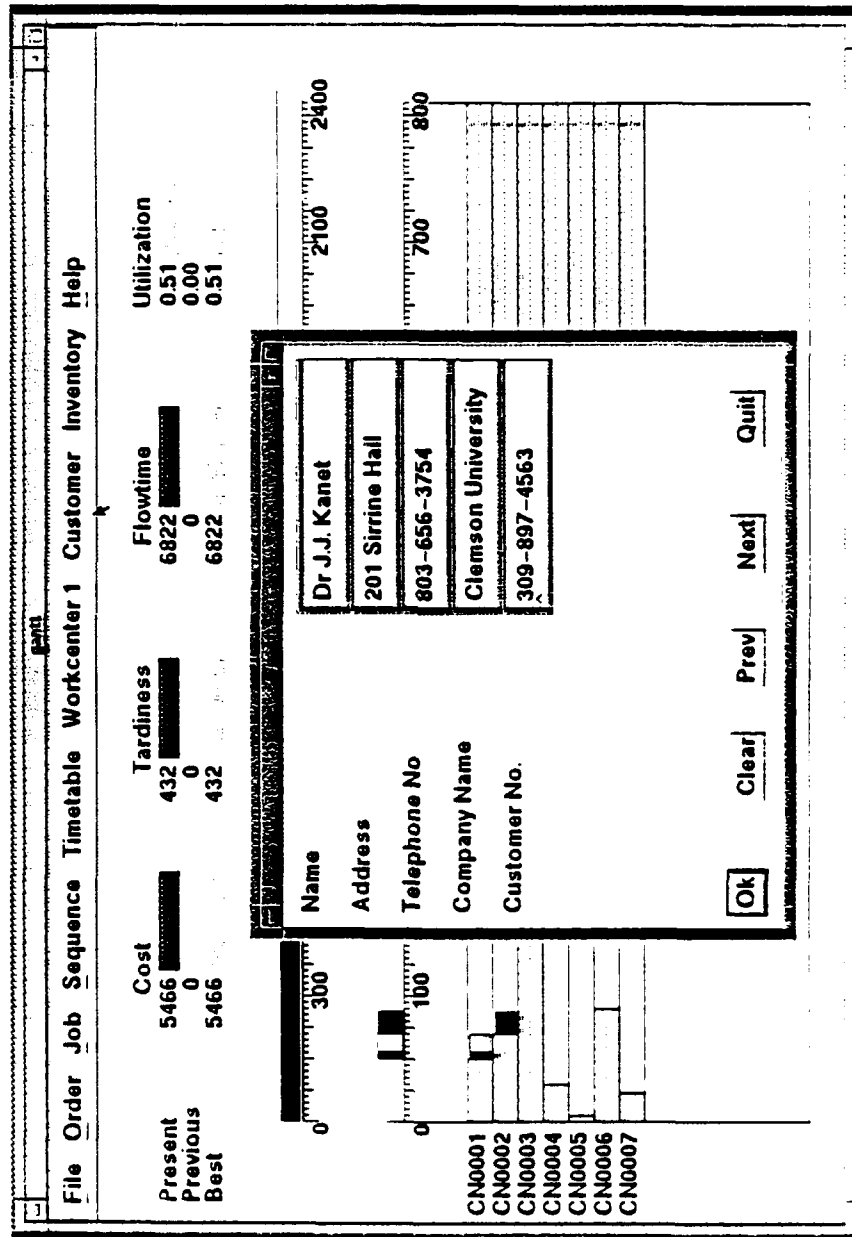 gantt
File Order Job Sequence Timetable Workcenter 1 Customer Inventory Help
Cost Tardiness Flowtime Utilization
Present 5466 432 6822 0.51
Previous 0 0 0 0.00
Best 5466 432 6822 0.51
0 300 2100 2400
0 100 700 800
CN0001
CN0002
CN0003
CN0004
CN0005
CN0006
CN0007
Name Dr J.J. Kanet
Address 201 Sirrine Hall
Telephone No 803-656-3754
Company Name Clemson University
Customer No. 309-897-4563
Ok Clear Prev Next Quit